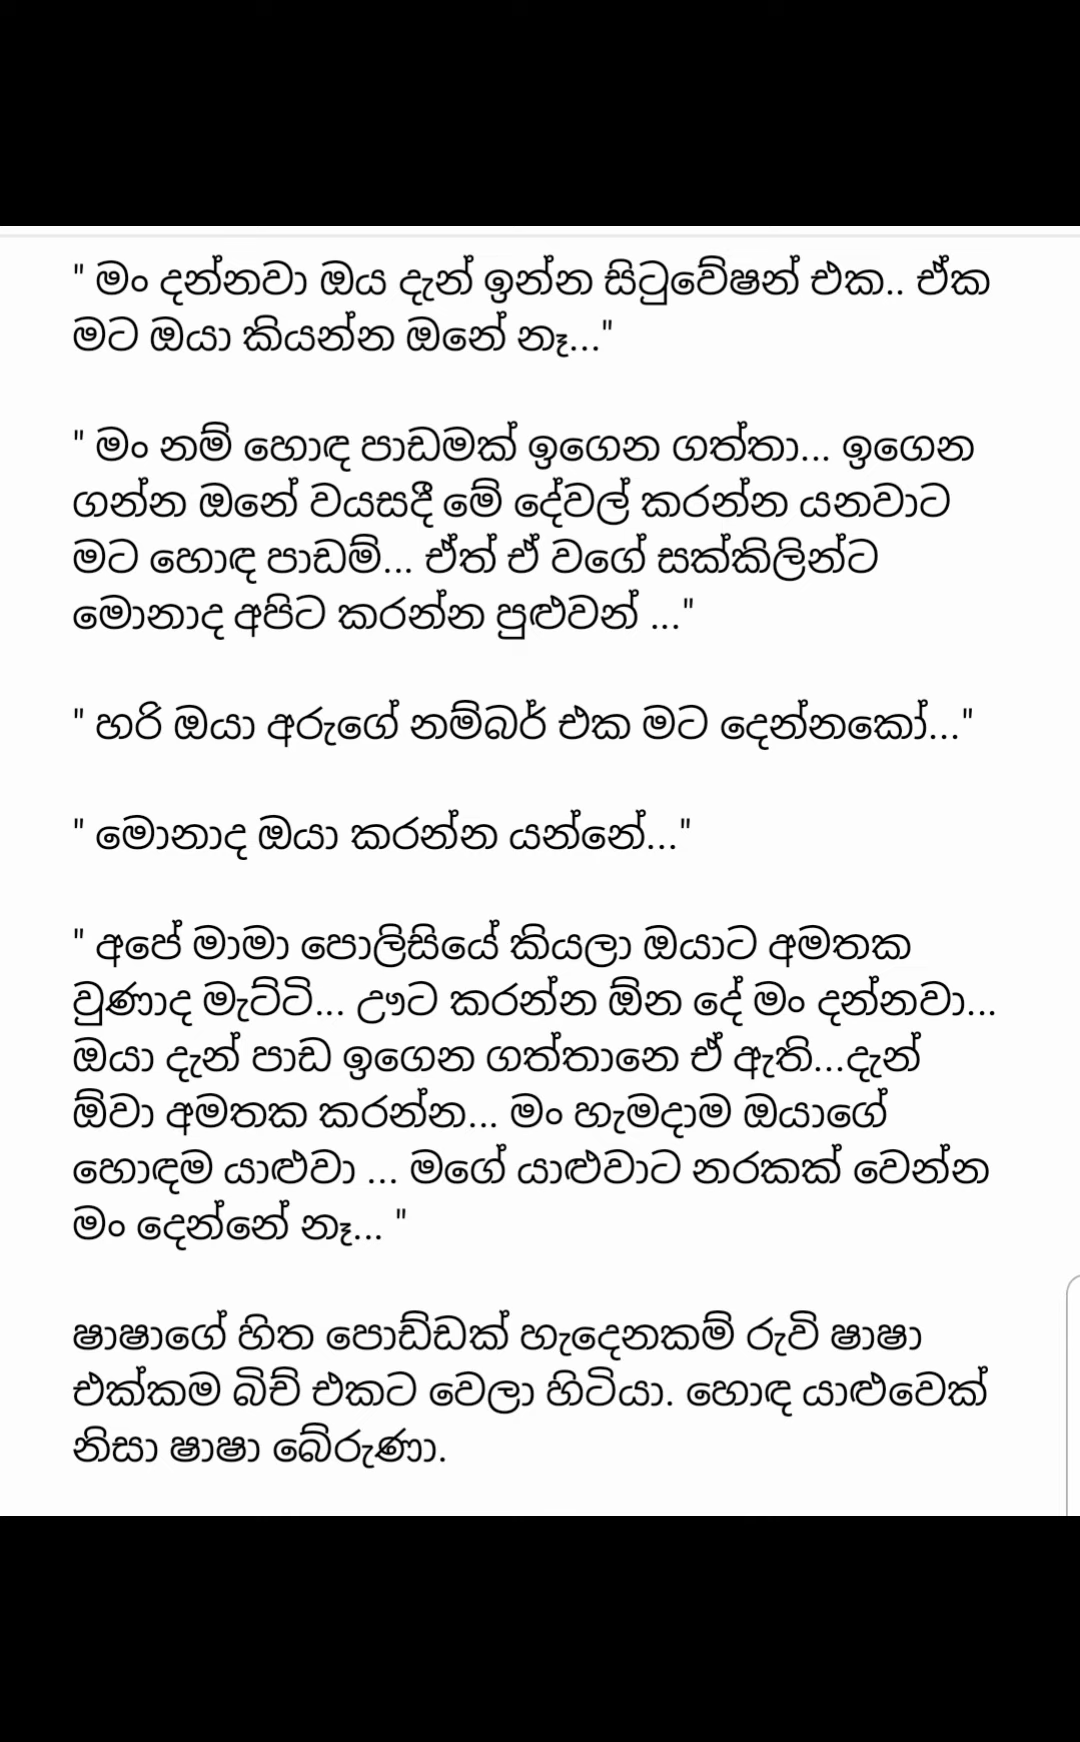 " මං දන්නවා ඔය දැන් ඉන්න සිටුවේෂන් එක.. ඒක
මට ඔයා කියන්න ඔනේ නෑ..."
" මං නම් හොඳ පාඩමක් ඉගෙන ගත්තා... ඉගෙන
ගන්න ඔනේ වයසදී මේ දේවල් කරන්න යනවාට
මට හොඳ පාඩම්... ඒත් ඒ වගේ සක්කිලින්ට
මොනාද අපිට කරන්න පුළුවන් ..."
" හරි ඔයා අරුගේ නම්බර් එක මට දෙන්නකෝ..."
" මොනාද ඔයා කරන්න යන්නේ..."
" අපේ මාමා පොලිසියේ කියලා ඔයාට අමතක
වුණාද මැට්ටි... ඌට කරන්න ඕන දේ මං දන්නවා...
ඔයා දැන් පාඩ ඉගෙන ගත්තානෙ ඒ ඇති...දැන්
ඕවා අමතක කරන්න... මං හැමදාම ඔයාගේ
හොඳම යාළුවා ... මගේ යාළුවාට නරකක් වෙන්න
මං දෙන්නේ නෑ... "
ෂාෂාගේ හිත පොඩ්ඩක් හැදෙනකම් රුවි ෂාෂා
එක්කම බිච් එකට වෙලා හිටියා. හොඳ යාළුවෙක්
නිසා ෂාෂා බේරුණා.